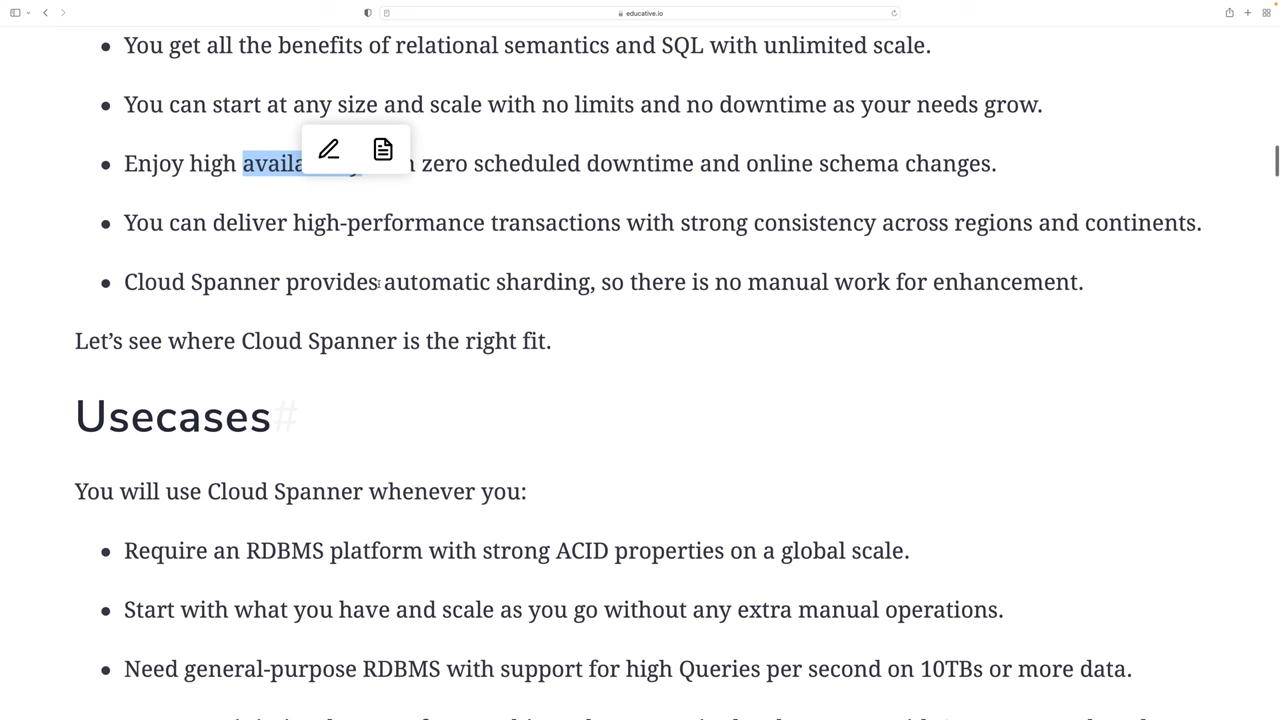 educative.io
You get all the benefits of relational semantics and SQL with unlimited scale.
You can start at any size and scale with no limits and no downtime as your needs grow.
Enjoy high zero scheduled downtime and online schema changes.
You can deliver high-performance transactions with strong consistency across regions and continents.
Cloud Spanner provides automatic sharding, so there is no manual work for enhancement.
Let's see where Cloud Spanner is the right fit.
Usecases#
You will use Cloud Spanner whenever you:
Require an RDBMS platform with strong ACID properties on a global scale.
Start with what you have and scale as you go without any extra manual operations.
Need general-purpose RDBMS with support for high Queries per second on 10TBs or more data.